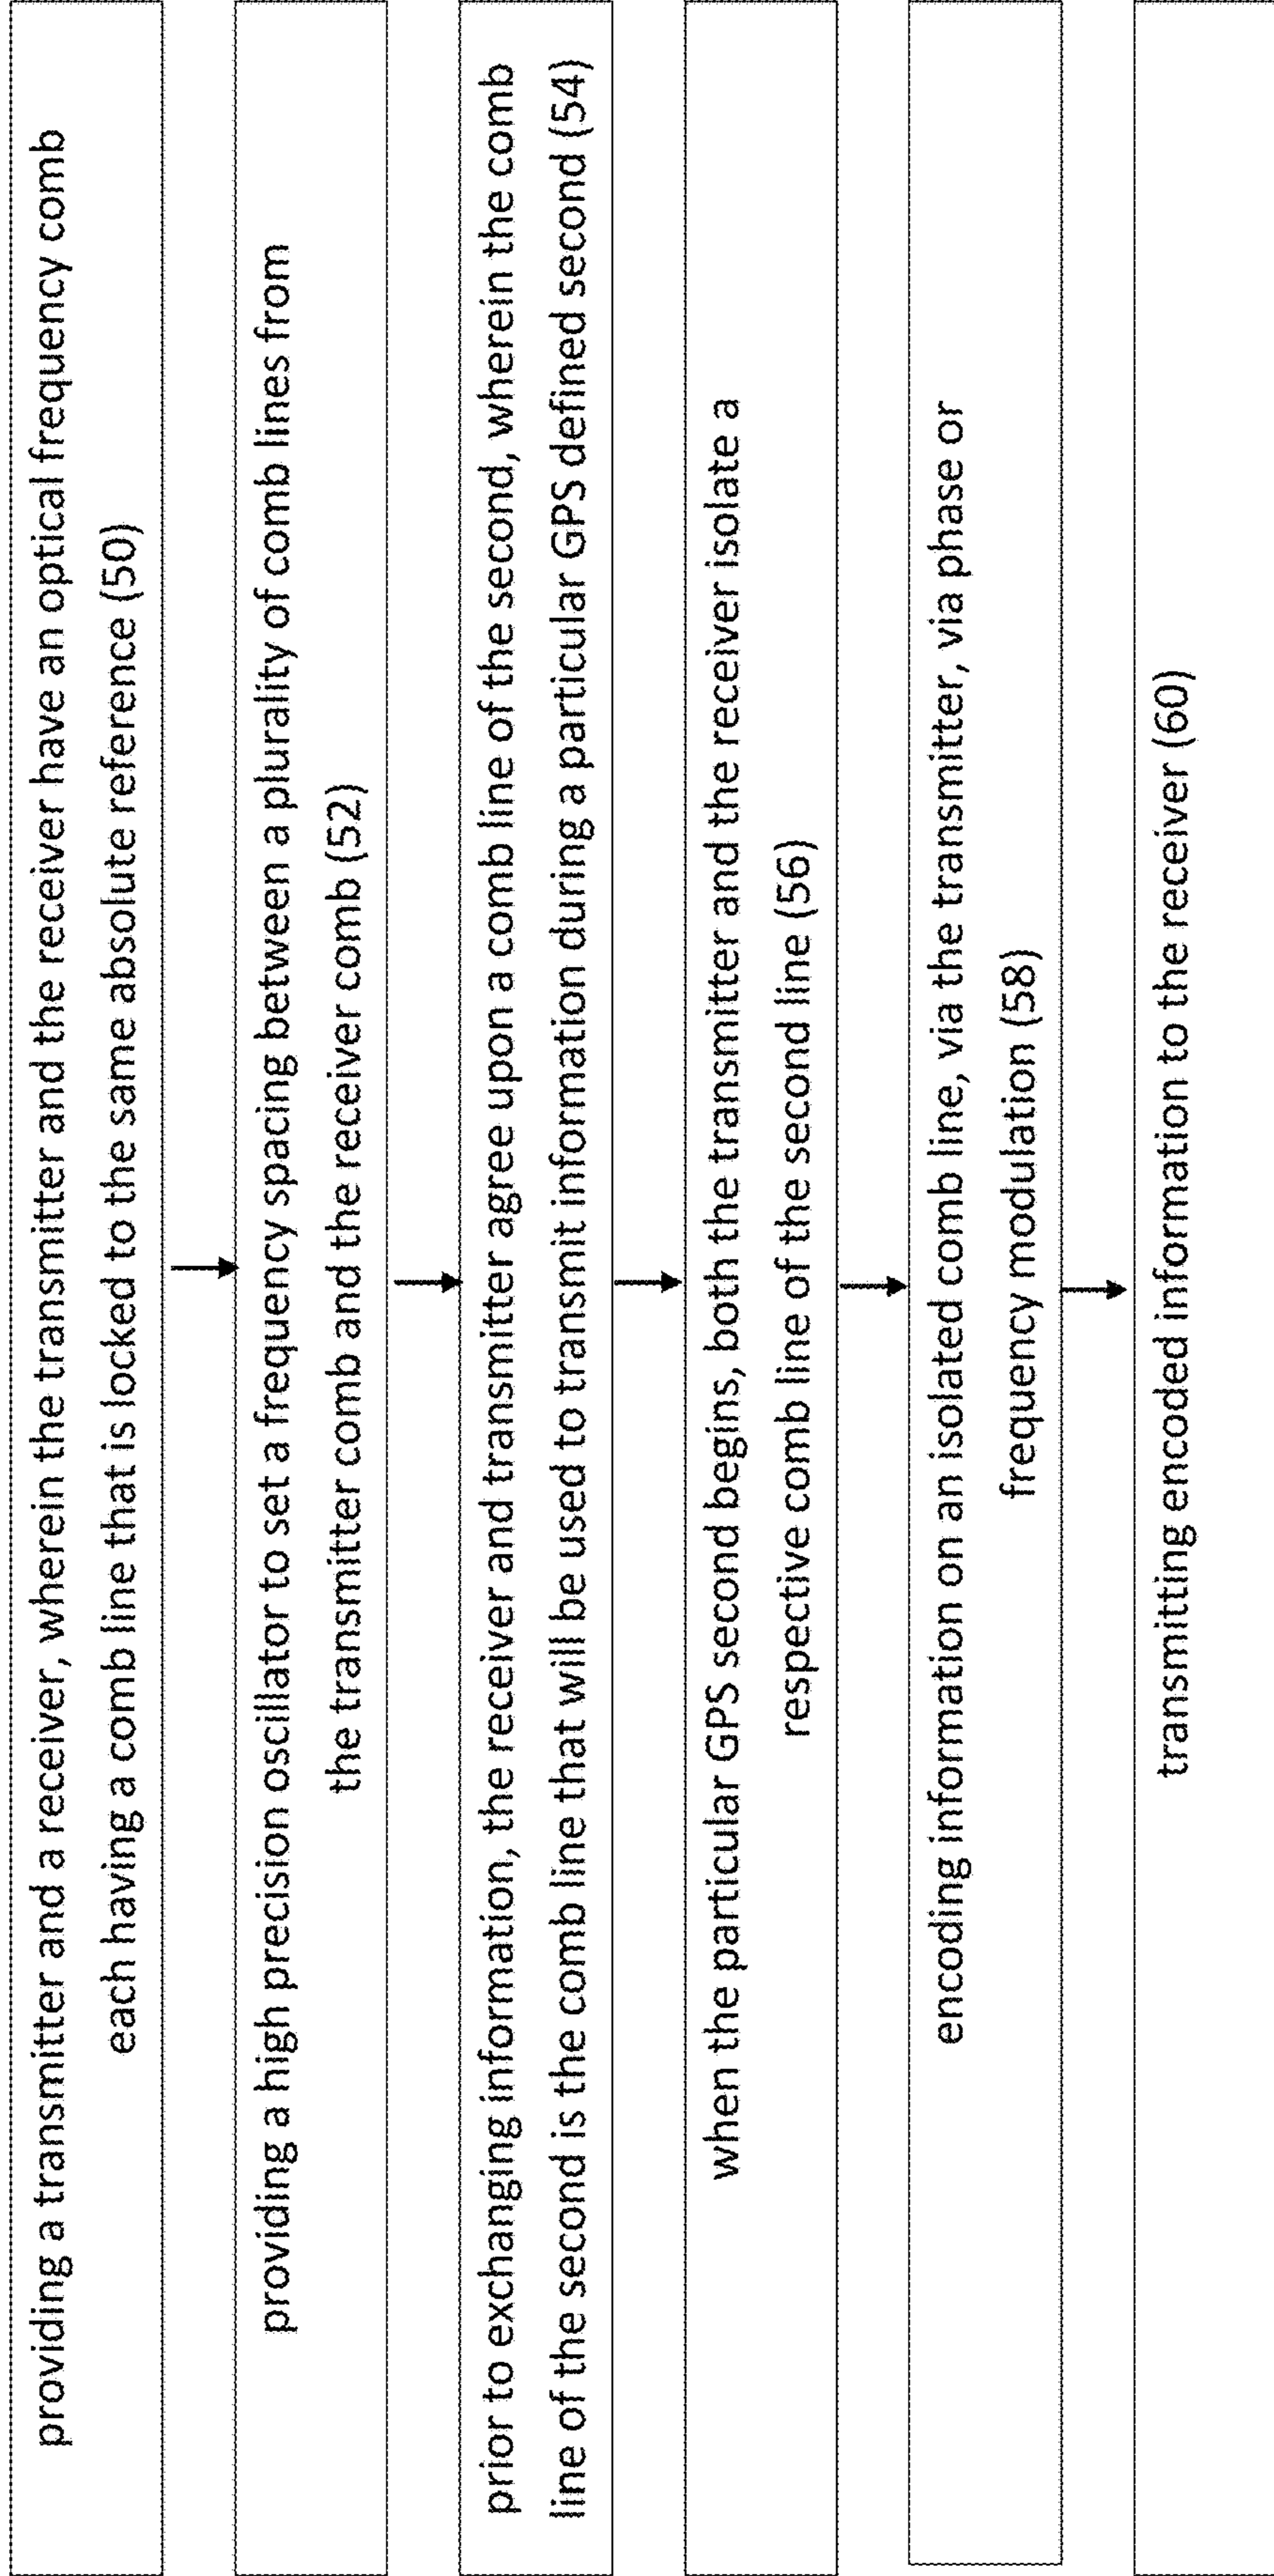 providing a transmitter and a receiver, wherein the transmitter and the receiver have an optical frequency comb
each having a comb line that is locked to the same absolute reference (50)
providing a high precision oscillator to set a frequency spacing between a plurality of comb lines from
the transmitter comb and the receiver comb (52)
prior to exchanging information, the receiver and transmitter agree upon a comb line of the second, wherein the comb
line of the second is the comb line that will be used to transmit information during a particular GPS defined second (54)
when the particular GPS second begins, both the transmitter and the receiver isolate a
respective comb line of the second line (56)
encoding information on an isolated comb line, via the transmitter, via phase or
frequency modulation (58)
transmitting encoded information to the receiver (60)